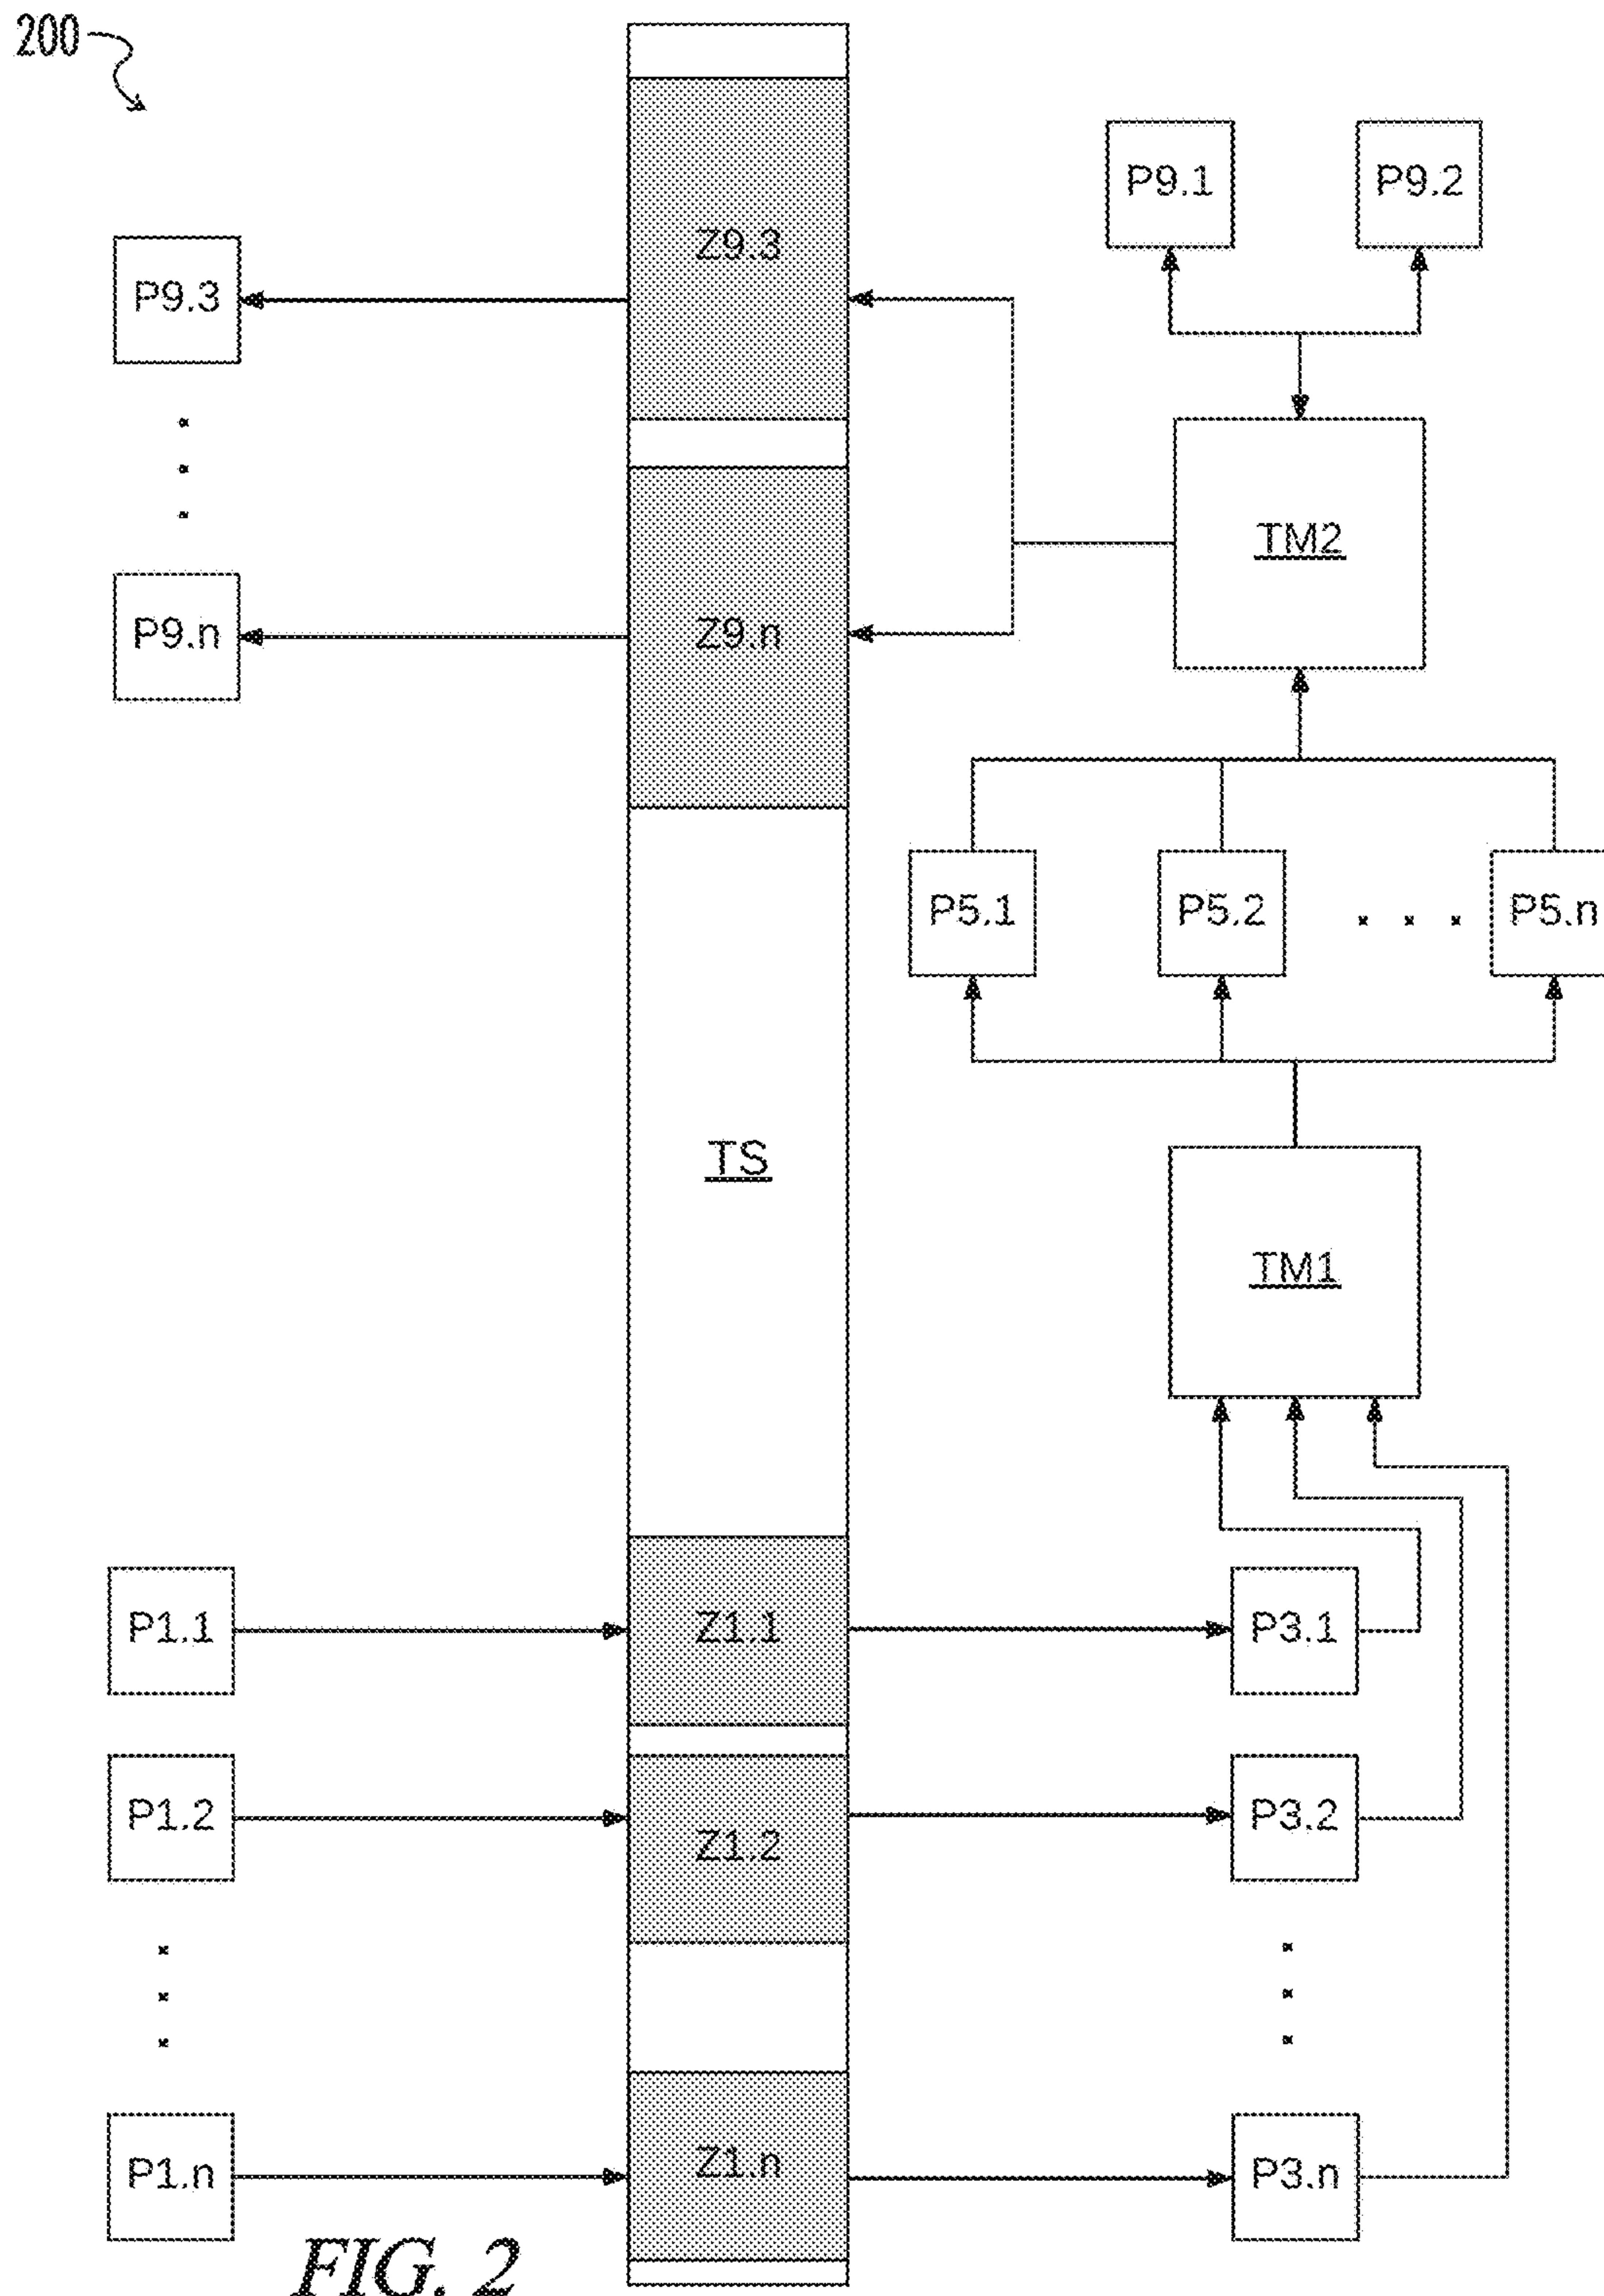 200
P9.1
P9.2
Z9.3
P9.3
TM2
Z9.n
P9.n
P5.1
P5.2
. . .
P5.n
TS
TM1
P1.1
Z1.1
P3.1
P1.2
Z1.2
P3.2
P1.n
Z1.n
P3.n
FIG. 2